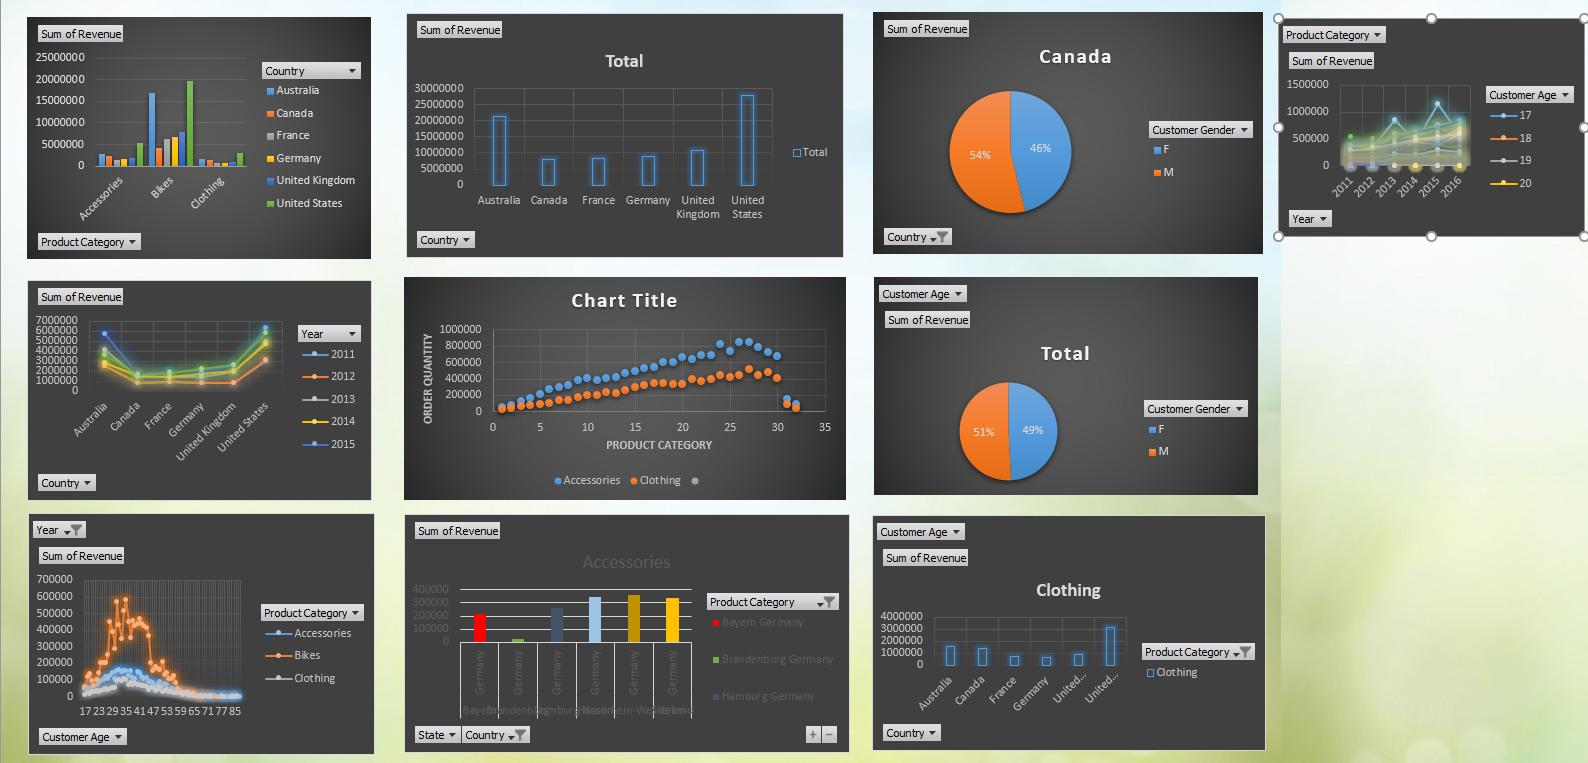 Sum of Revenue
25000000
20000000
15000000
10000000
5000000
0
Accessories
Bikes
Clothing
Country
Australia
Canada
France
Germany
United Kingdom
United States
Product Category
Sum of Revenue
Total
30000000
25000000
20000000
15000000
10000000
5000000
0
Australia Canada France Germany United Kingdom United States
Total
Country
Sum of Revenue
Canada
54% 46%
Customer Gender
F
M
Country
Product Category
Sum of Revenue
1500000
1000000
500000
0
2011 2012 2013 2014 2015 2016
Customer Age
17
18
19
20
Year
Sum of Revenue
7000000
6000000
5000000
4000000
3000000
2000000
1000000
0
Australia
Canada
France
Germany
United Kingdom
United States
Year
2011
2012
2013
2014
2015
Country
Chart Title
ORDER QUANTITY
1000000
800000
600000
400000
200000
0
0 5 10 15 20 25 30 35
PRODUCT CATEGORY
Accessories Clothing
Customer Age
Sum of Revenue
Total
51% 49%
Customer Gender
F
M
Year
Sum of Revenue
700000
600000
500000
400000
300000
200000
100000
0
17 23 29 35 41 47 53 59 65 71 77 85
Product Category
Accessories
Bikes
Clothing
Customer Age
Sum of Revenue
Accessories
400000
300000
200000
100000
0
Germany Germany Germany Germany Germany Germany
Product Category
Bayern Germany
Brandenburg Germany
Hamburg Germany
State Country
+ −
Customer Age
Sum of Revenue
Clothing
4000000
3000000
2000000
1000000
0
Australia
Canada
France
Germany
United...
United...
Product Category
Clothing
Country